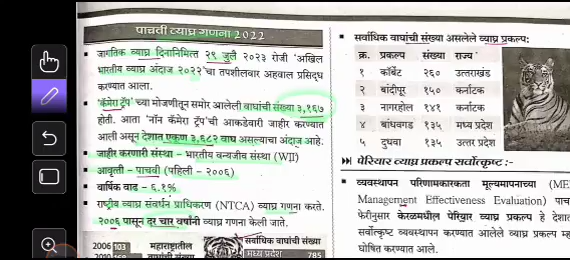 पाचवी व्याघ्र गणना 2022
जागतिक व्याघ्र दिनानिमित्त २९ जुलै २०२३ रोजी 'अखिल
भारतीय व्याघ्र अंदाज २०२२'चा तपशीलवार अहवाल प्रसिद्ध
करण्यात आला.
'कॅमेरा ट्रॅप'च्या मोजणीतून समोर आलेली वाघांची संख्या ३,१६७
होती. आता 'नॉन कॅमेरा ट्रॅप'ची आकडेवारी जाहीर करण्यात
आली असून देशात एकूण ३,६८२ वाघ असल्याचा अंदाज आहे.
जाहीर करणारी संस्था – भारतीय वन्यजीव संस्था (WII)
आवृत्ती – पाचवी (पहिली – २००६)
वार्षिक वाढ – ६.१%
राष्ट्रीय व्याघ्र संवर्धन प्राधिकरण (NTCA) व्याघ्र गणना करते.
२००६ पासून दर चार वर्षांनी व्याघ्र गणना केली जाते.
2006 103 महाराष्ट्रातील
2010
सर्वाधिक वाघांची संख्या
मध्य प्रदेश 785
सर्वाधिक वाघांची संख्या असलेले व्याघ्र प्रकल्प:
क्र. प्रकल्प संख्या राज्य
१ कॉर्बेट २६० उत्तराखंड
२ बांदीपूर १५० कर्नाटक
३ नागरहोल १४१ कर्नाटक
४ बांधवगड १३५ मध्य प्रदेश
५ दुधवा १३५ उत्तर प्रदेश
पेरियार व्याघ्र प्रकल्प सर्वोत्कृष्ट :-
व्यवस्थापन परिणामकारकता मूल्यमापनाच्या (ME
Management Effectiveness Evaluation) पाच
फेरीनुसार केरळमधील पेरियार व्याघ्र प्रकल्प हे देशात
सर्वोत्कृष्ट व्यवस्थापन करण्यात आलेले व्याघ्र प्रकल्प म्ह
घोषित करण्यात आले.